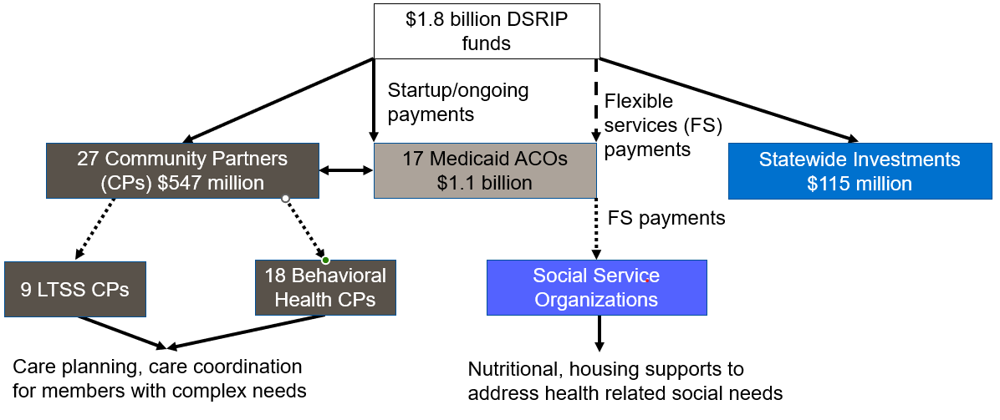 $1.8 billion DSRIP
funds
Startup/ongoing
payments
Flexible
services (FS)
payments
27 Community Partners
(CPs) $547 million
17 Medicaid ACOs
$1.1 billion
Statewide Investments
$115 million
FS payments
9 LTSS CPs
18 Behavioral
Health CPs
Social Service
Organizations
Care planning, care coordination
for members with complex needs
Nutritional, housing supports to
address health related social needs